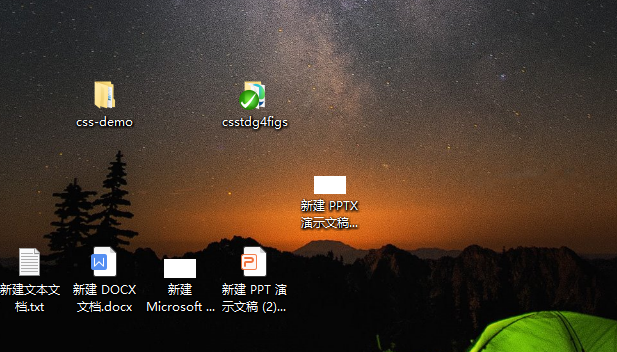 css-demo
csstdg4figs
新建 PPTX
演示文稿...
新建文本文
档.txt
新建 DOCX
文档.docx
新建
Microsoft ...
新建 PPT 演
示文稿 (2)...